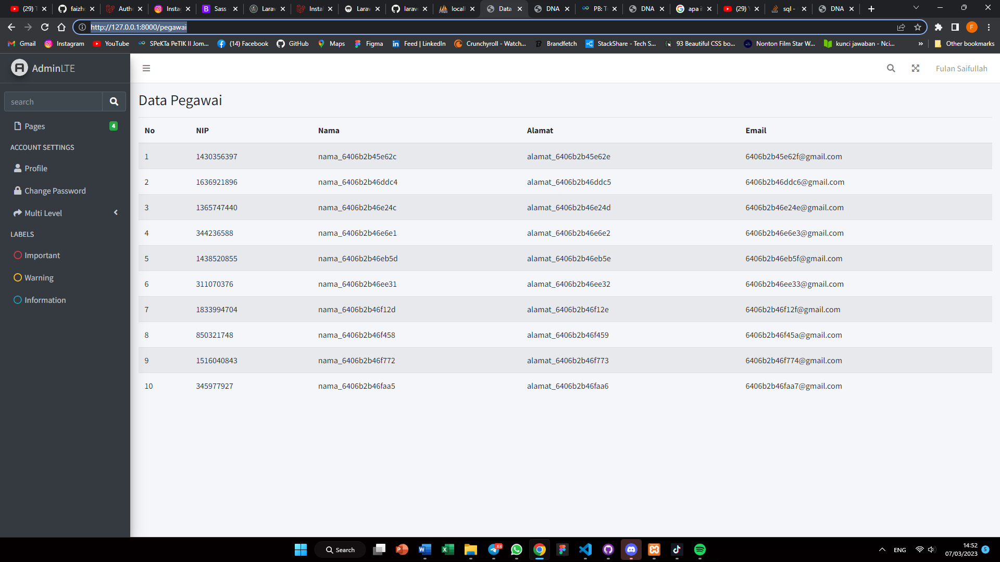 (29) T
faizh
Auth
Insta
Sass
Larav
Instal
Larav
larav
locall
Data
DNA
PB: T
DNA
apa i
(29)
sql -
DNA
http://127.0.0.1:8000/pegawai
F
Gmail
Instagram
YouTube
SPeKTa PeTIK II Jom...
(14) Facebook
GitHub
Maps
Figma
Feed | LinkedIn
Crunchyroll - Watch...
Brandfetch
StackShare - Tech S...
93 Beautiful CSS bo...
Nonton Film Star W...
kunci jawaban - Nci...
»
Other bookmarks
AdminLTE
Fulan Saifullah
search
Pages 4
ACCOUNT SETTINGS
Profile
Change Password
Multi Level
LABELS
Important
Warning
Information
Data Pegawai
No NIP Nama Alamat Email
1 1430356397 nama_6406b2b45e62c alamat_6406b2b45e62e 6406b2b45e62f@gmail.com
2 1636921896 nama_6406b2b46ddc4 alamat_6406b2b46ddc5 6406b2b46ddc6@gmail.com
3 1365747440 nama_6406b2b46e24c alamat_6406b2b46e24d 6406b2b46e24e@gmail.com
4 344236588 nama_6406b2b46e6e1 alamat_6406b2b46e6e2 6406b2b46e6e3@gmail.com
5 1438520855 nama_6406b2b46eb5d alamat_6406b2b46eb5e 6406b2b46eb5f@gmail.com
6 311070376 nama_6406b2b46ee31 alamat_6406b2b46ee32 6406b2b46ee33@gmail.com
7 1833994704 nama_6406b2b46f12d alamat_6406b2b46f12e 6406b2b46f12f@gmail.com
8 850321748 nama_6406b2b46f458 alamat_6406b2b46f459 6406b2b46f45a@gmail.com
9 1516040843 nama_6406b2b46f772 alamat_6406b2b46f773 6406b2b46f774@gmail.com
10 345977927 nama_6406b2b46faa5 alamat_6406b2b46faa6 6406b2b46faa7@gmail.com
Search
88
ENG
14:52
07/03/2023
5